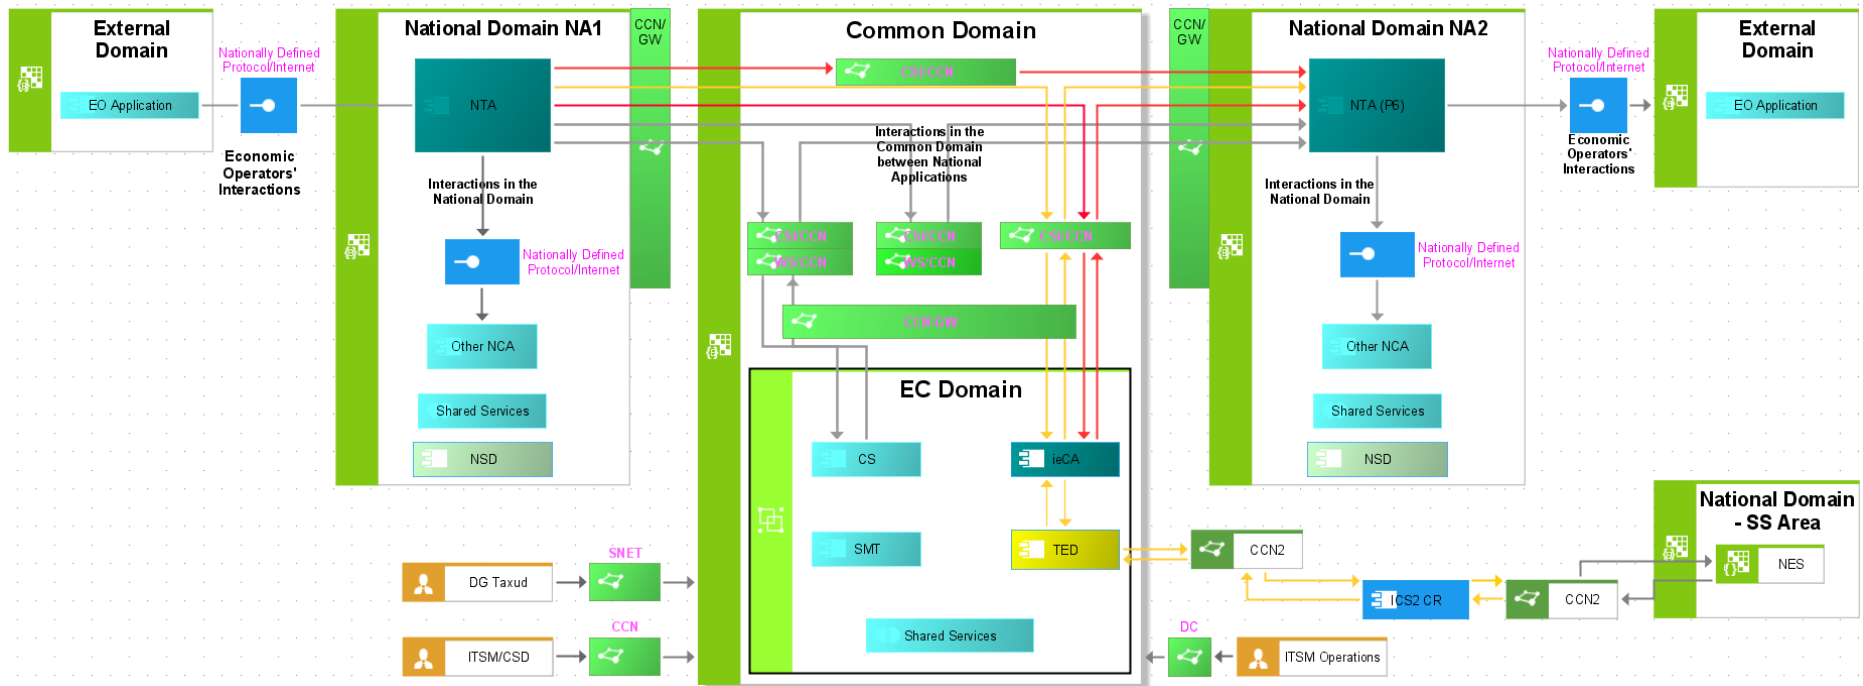 External
Domain
Nationally Defined
Protocol/Internet
EO Application
Economic
Operators'
Interactions
National Domain NA1
CCN/
GW
NTA
Interactions in the
National Domain
Nationally Defined
Protocol/Internet
Other NCA
Shared Services
NSD
Common Domain
CSI/CCN
Interactions in the
Common Domain
between National
Applications
CSI/CCN
WS/CCN
CSI/CCN
WS/CCN
CSI/CCN
CCN/GW
EC Domain
CS
ieCA
SMT
TED
Shared Services
CCN/
GW
National Domain NA2
NTA (P6)
Interactions in the
National Domain
Nationally Defined
Protocol/Internet
Other NCA
Shared Services
NSD
Nationally Defined
Protocol/Internet
Economic
Operators'
Interactions
External
Domain
EO Application
National Domain
- SS Area
NES
CCN2
ICS2 CR
CCN2
SNET
DG Taxud
CCN
ITSM/CSD
DC
ITSM Operations